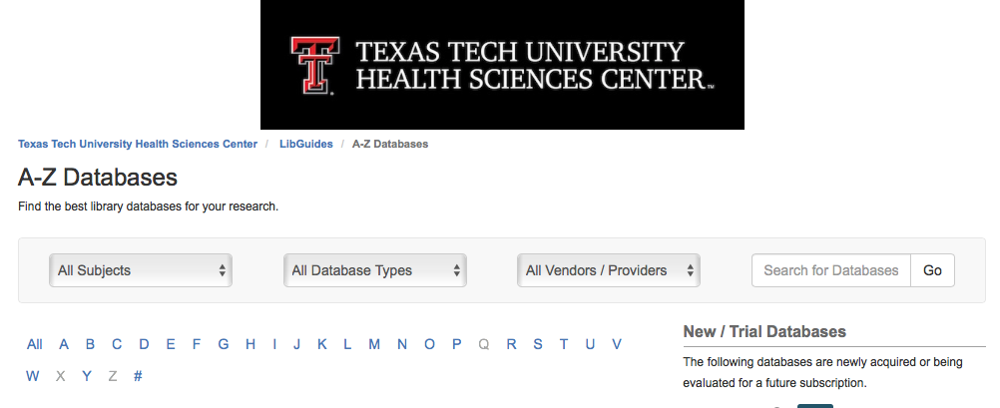 TEXAS TECH UNIVERSITY
HEALTH SCIENCES CENTER™
Texas Tech University Health Sciences Center / LibGuides / A-Z Databases
A-Z Databases
Find the best library databases for your research.
All Subjects
All Database Types
All Vendors / Providers
Search for Databases
Go
All A B C D E F G H I J K L M N O P Q R S T U V
W X Y Z #
New / Trial Databases
The following databases are newly acquired or being
evaluated for a future subscription.